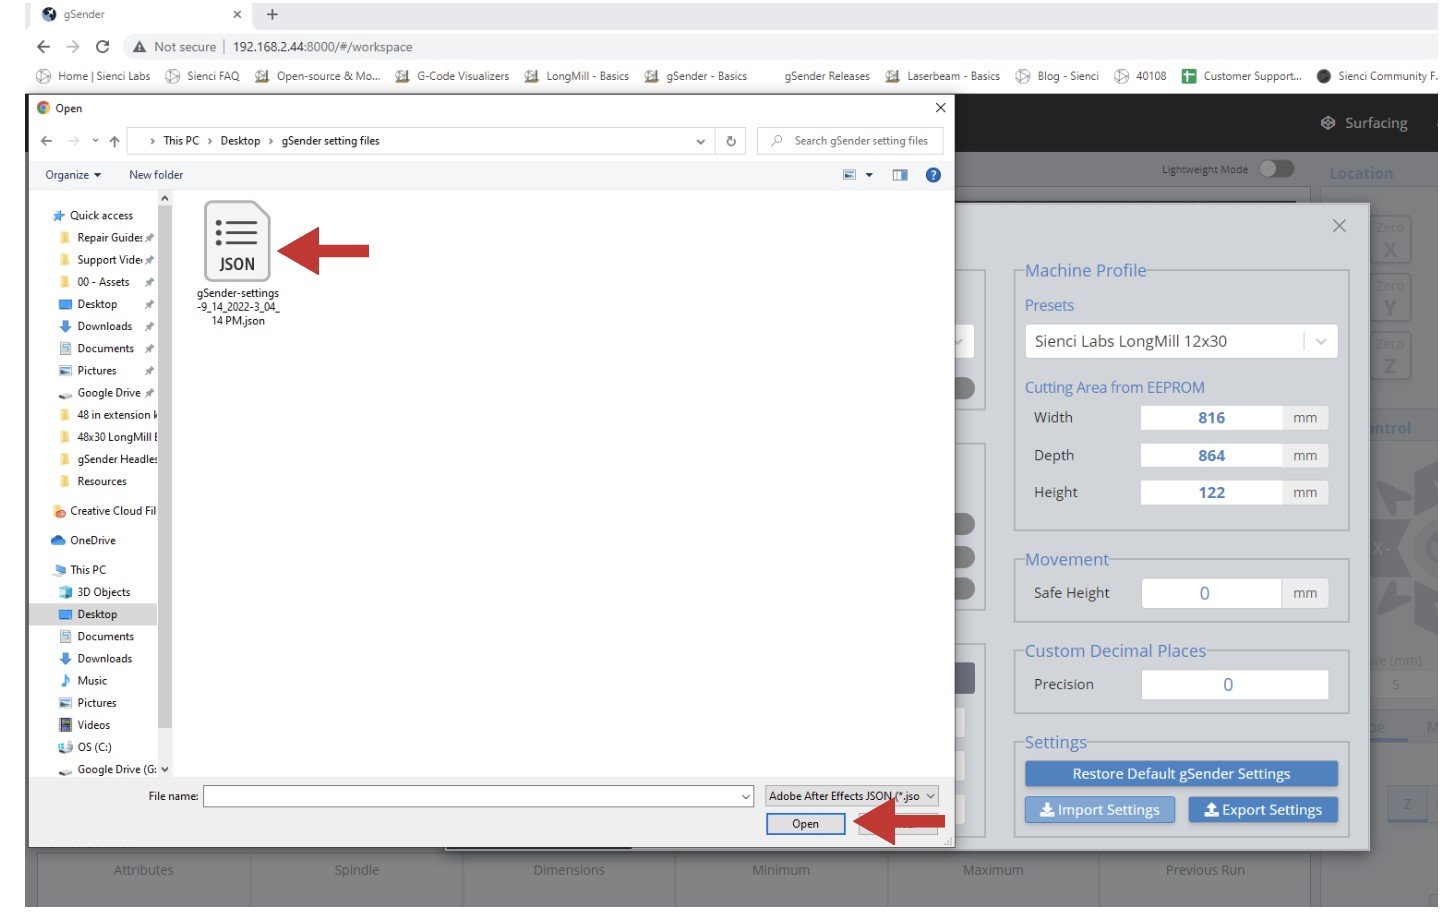 gSender
Not secure | 192.168.2.44:8000/#/workspace
Home | Sienci Labs Sienci FAQ Open-source & Mo... G-Code Visualizers LongMill - Basics gSender - Basics gSender Releases Laserbeam - Basics Blog - Sienci 40108 Customer Support... Sienci Community F
Open
Surfacing
This PC > Desktop > gSender setting files
Search gSender setting files
Organize
New folder
Lightweight Mode
Location
Quick access
Repair Guides
Support Vide
00 - Assets
Desktop
Downloads
Documents
Pictures
Google Drive
48 in extension k
48x30 LongMill E
gSender Headles
Resources
Creative Cloud Fil
OneDrive
This PC
3D Objects
Desktop
Documents
Downloads
Music
Pictures
Videos
OS (C:)
Google Drive (G:
JSON
gSender-settings
-9_14_2022-3_04_
14 PM.json
File name:
Adobe After Effects JSON (*.jso
Open
Machine Profile
Presets
Sienci Labs LongMill 12x30
Cutting Area from EEPROM
Width 816 mm
Depth 864 mm
Height 122 mm
Movement
Safe Height 0 mm
Custom Decimal Places
Precision 0
Settings
Restore Default gSender Settings
Import Settings
Export Settings
Zero
X
Zero
Y
Zero
Z
ntrol
X-
ve (mm)
5
be
M
Z
Attributes Spindle Dimensions Minimum Maximum Previous Run